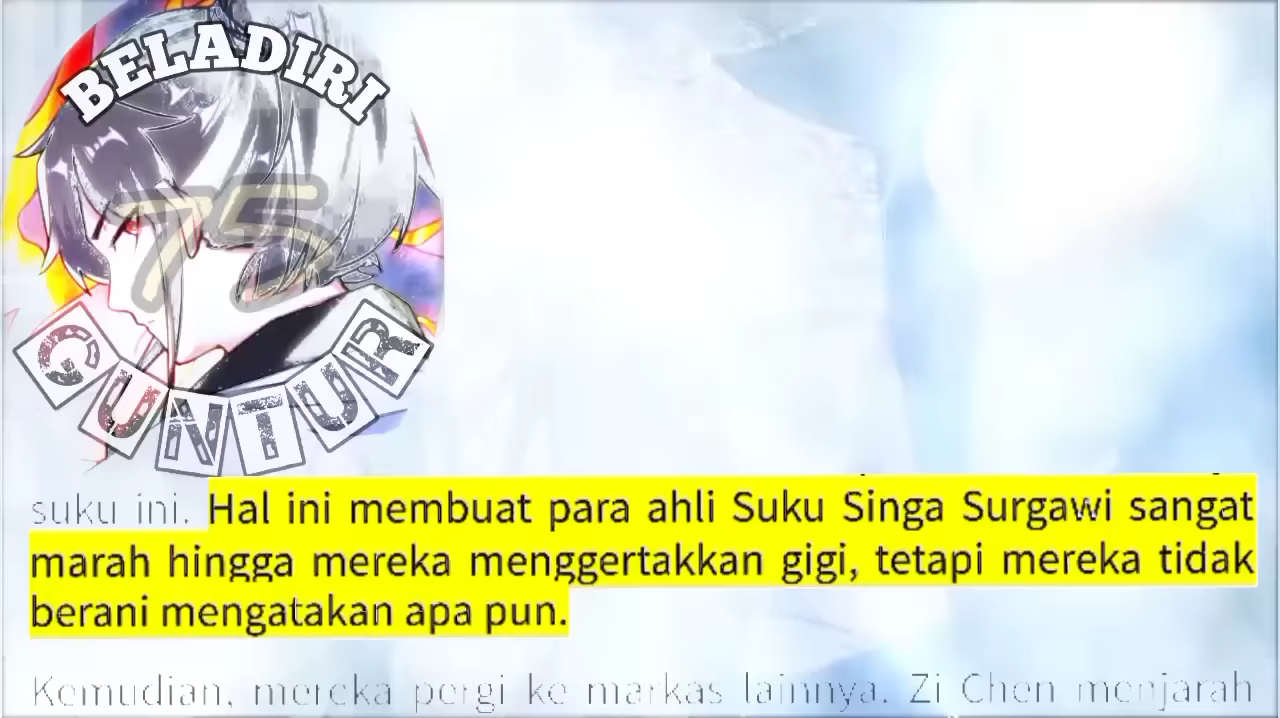 BELADIRI
75
GUNTUR
suku ini. Hal ini membuat para ahli Suku Singa Surgawi sangat
marah hingga mereka menggertakkan gigi, tetapi mereka tidak
berani mengatakan apa pun.
Kemudian, mereka pergi ke markas lainnya. Zi Chen menjarah